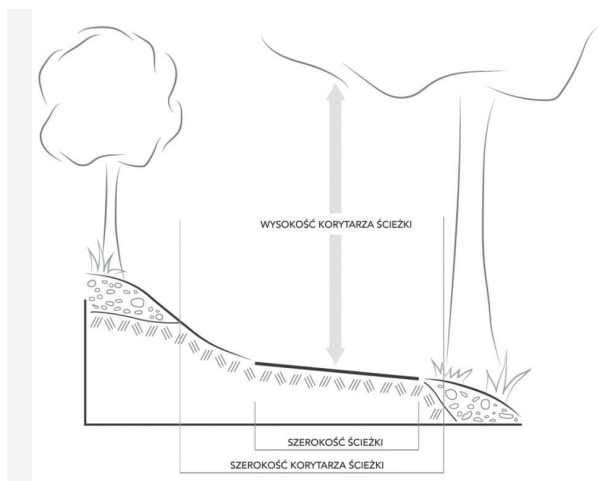 WYSOKOŚĆ KORYTARZA ŚCIEŻKI
SZEROKOŚĆ ŚCIEŻKI
SZEROKOŚĆ KORYTARZA ŚCIEŻKI